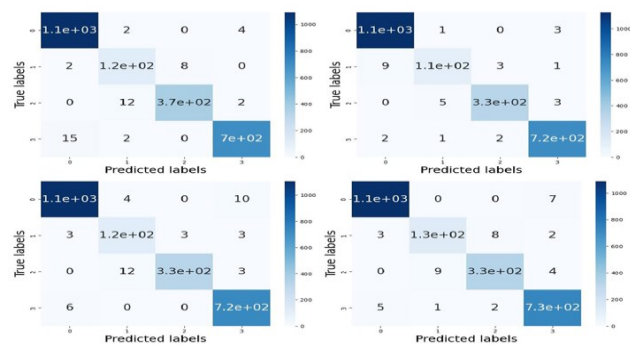 1.1e+03 2 0 4
2 1.2e+02 8 0
0 12 3.7e+02 2
15 2 0 7e+02
0 1 2 3
0 1 2 3
True labels
Predicted labels
1000
800
600
400
200
0
1.1e+03 1 0 3
9 1.1e+02 3 1
0 5 3.3e+02 3
2 1 2 7.2e+02
0 1 2 3
0 1 2 3
True labels
Predicted labels
1000
800
600
400
200
0
1.1e+03 4 0 10
3 1.2e+02 3 3
0 12 3.3e+02 3
6 0 0 7.2e+02
0 1 2 3
0 1 2 3
True labels
Predicted labels
1000
800
600
400
200
0
1.1e+03 0 0 7
3 1.3e+02 8 2
0 9 3.3e+02 4
5 1 2 7.3e+02
0 1 2 3
0 1 2 3
True labels
Predicted labels
1000
800
600
400
200
0